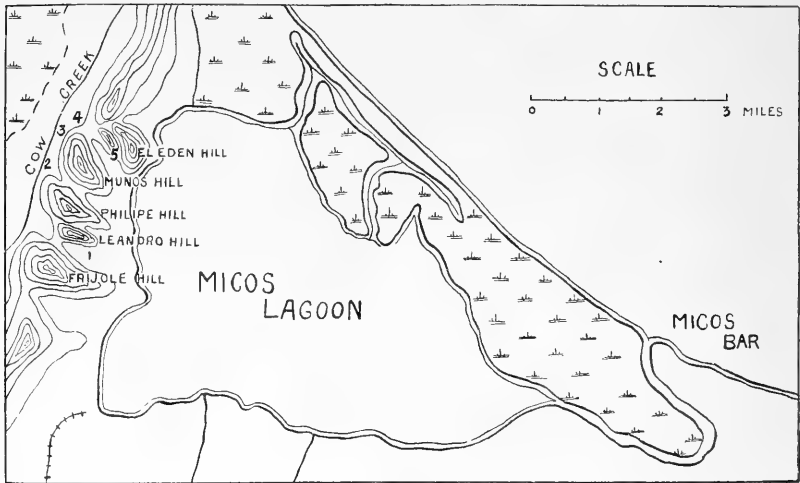 SCALE
0 1 2 3 MILES
COW CREEK
4
3
2
5
EL EDEN HILL
MUNOS HILL
PHILIPE HILL
LEANDRO HILL
1
FRIJOLE HILL
MICOS
LAGOON
MICOS
BAR